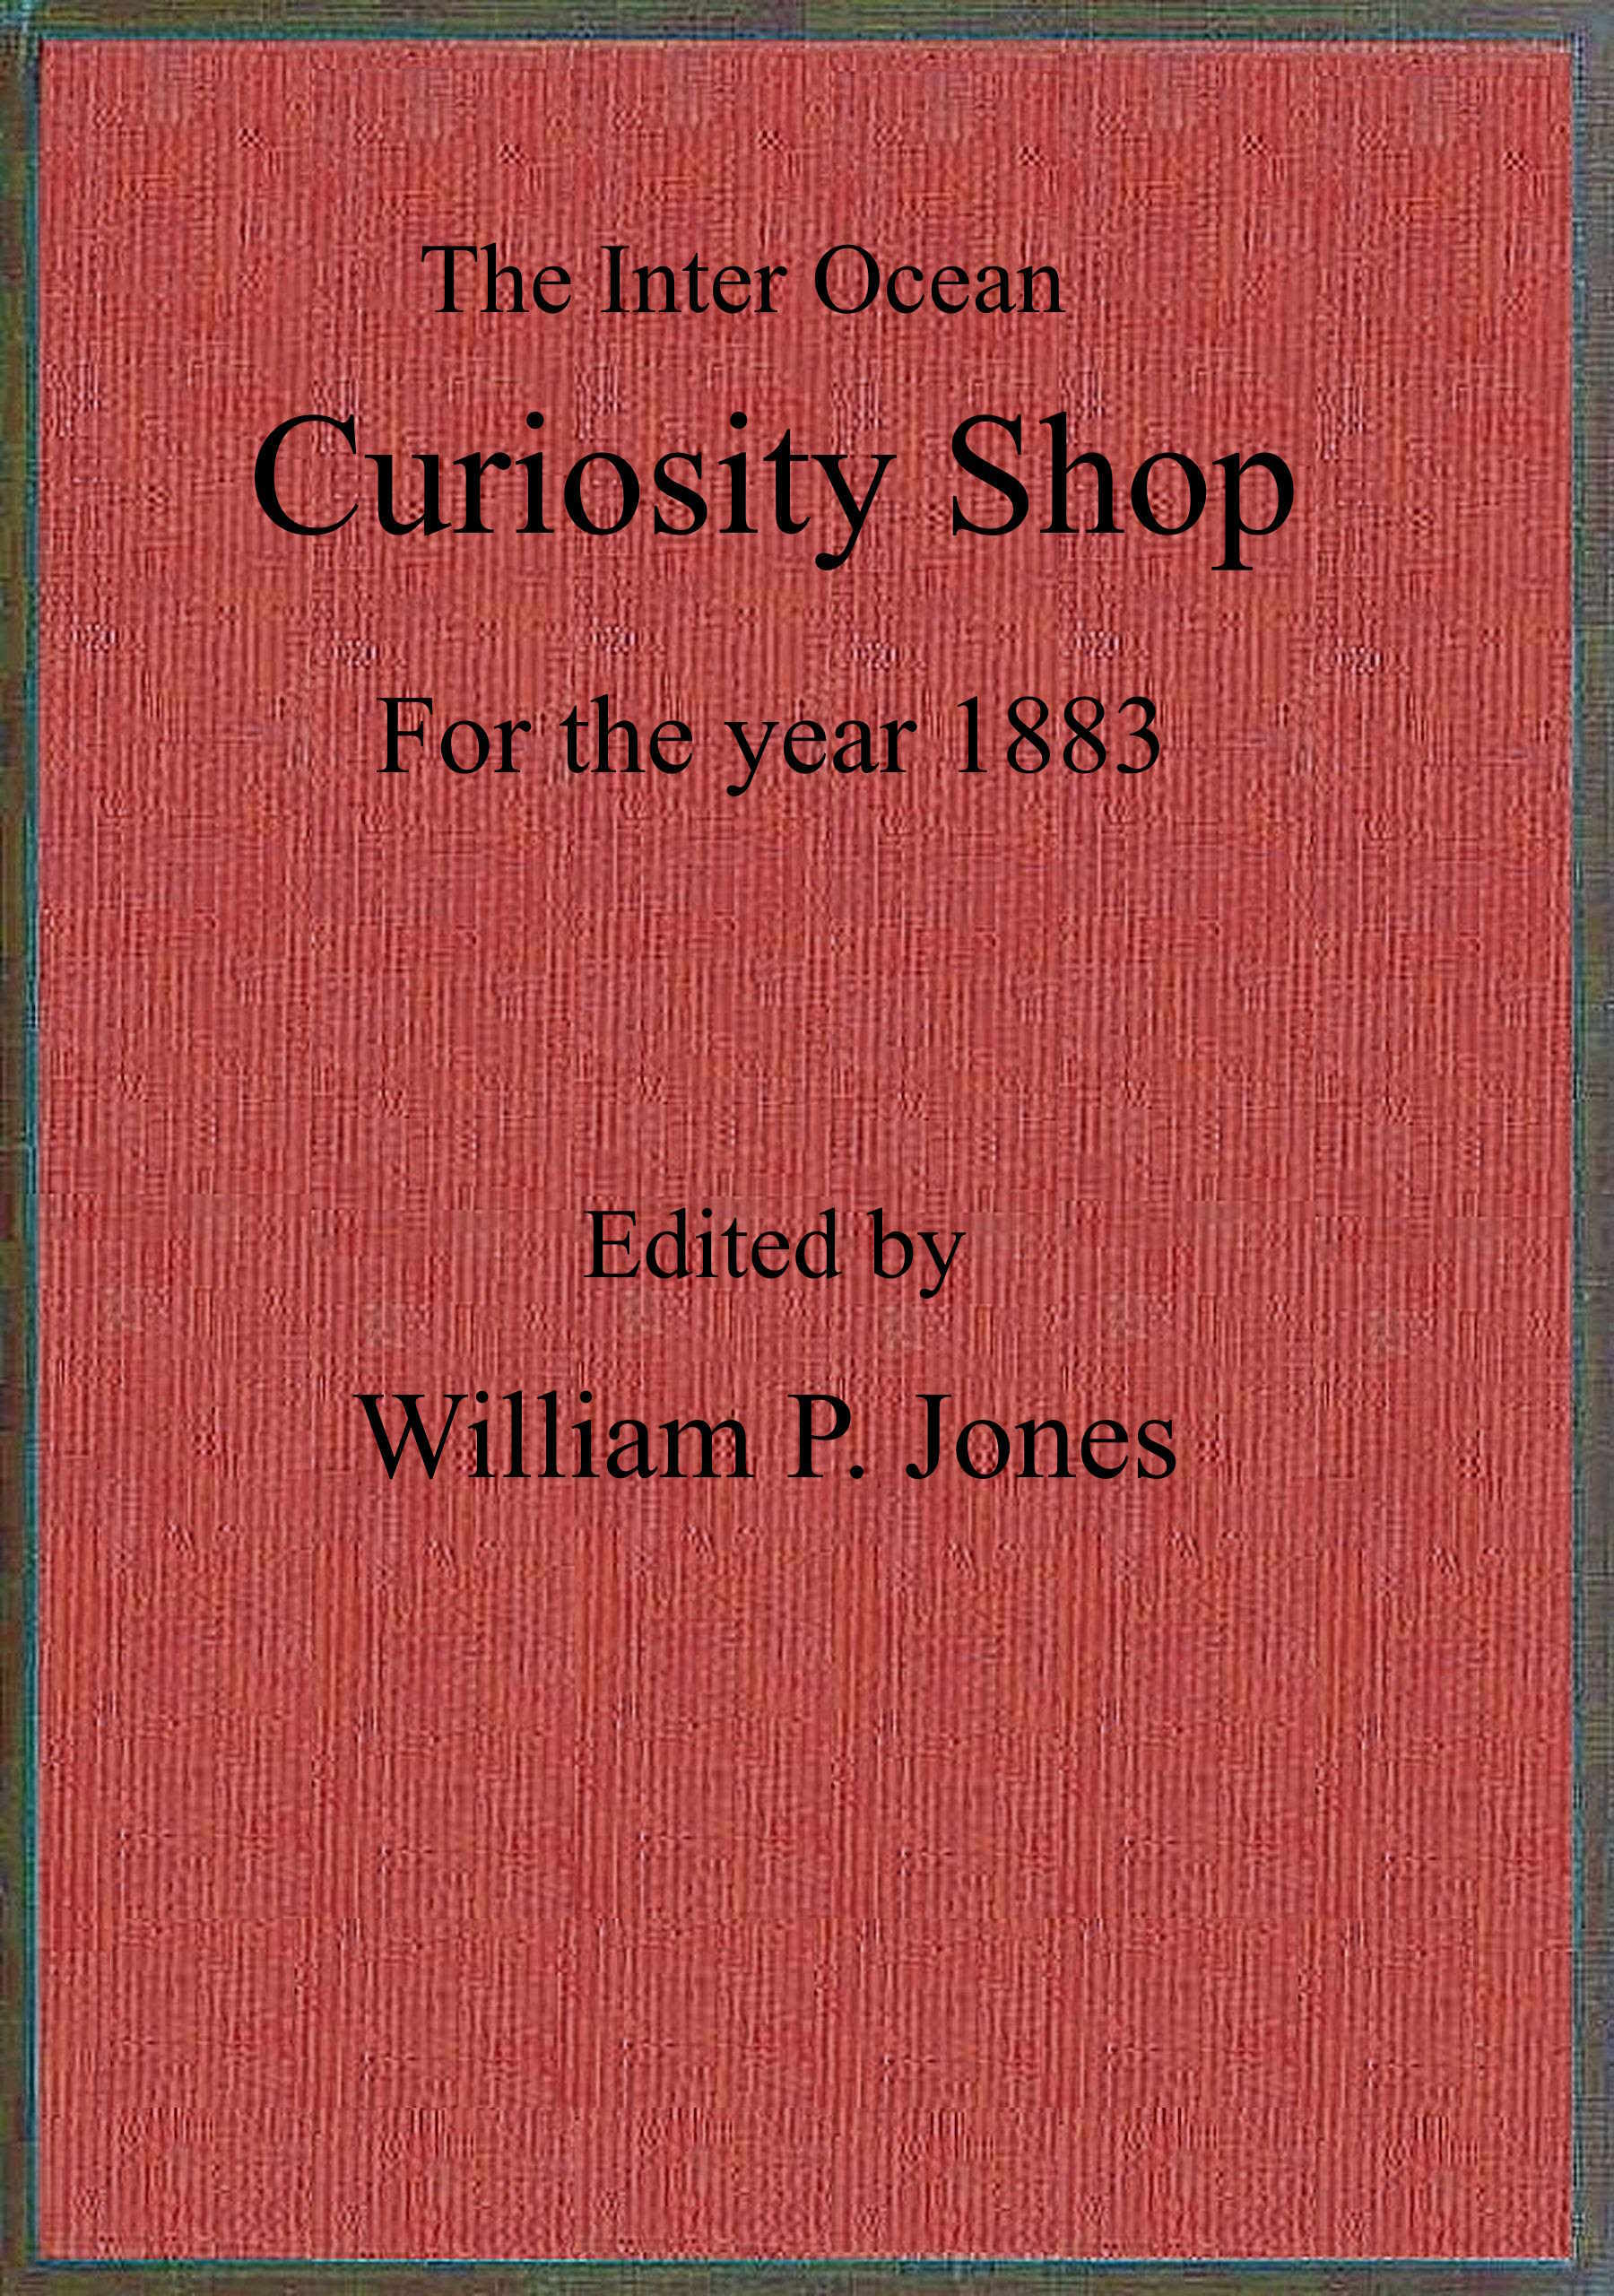 The Inter Ocean
Curiosity Shop
For the year 1883
Edited by
William P. Jones